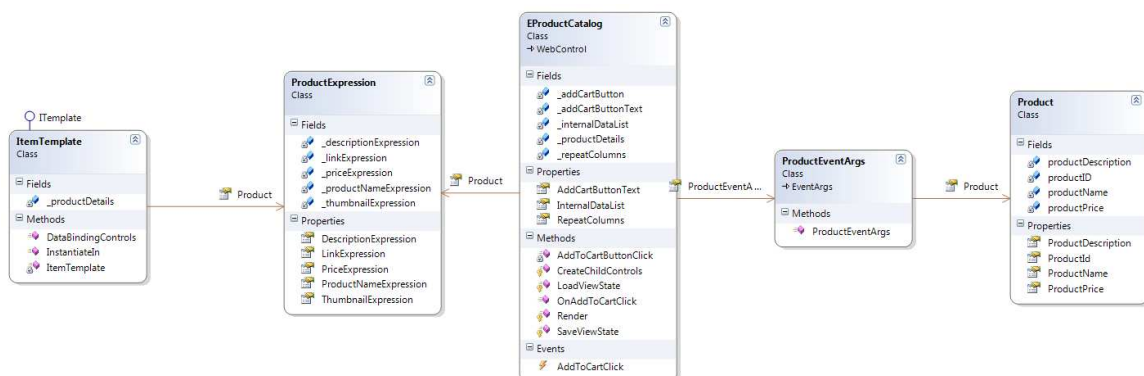 ITemplate
ItemTemplate
Class
Fields
_productDetails
Methods
DataBindingControls
InstantiateIn
ItemTemplate
Product
ProductExpression
Class
Fields
_descriptionExpression
_linkExpression
_priceExpression
_productNameExpression
_thumbnailExpression
Properties
DescriptionExpression
LinkExpression
PriceExpression
ProductNameExpression
ThumbnailExpression
Product
EProductCatalog
Class
WebControl
Fields
_addCartButton
_addCartButtonText
_internalDataList
_productDetails
_repeatColumns
Properties
AddCartButtonText
InternalDataList
RepeatColumns
Methods
AddToCartButtonClick
CreateChildControls
LoadViewState
OnAddToCartClick
Render
SaveViewState
Events
AddToCartClick
ProductEventA ...
ProductEventArgs
Class
EventArgs
Methods
ProductEventArgs
Product
Product
Class
Fields
productDescription
productID
productName
productPrice
Properties
ProductDescription
ProductId
ProductName
ProductPrice